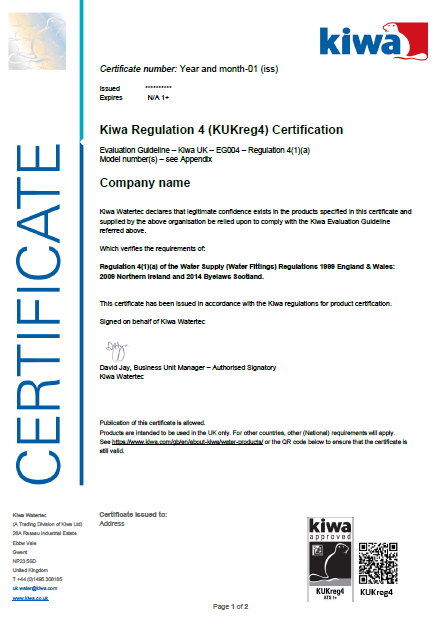 kiwa
Certificate number: Year and month-01 (iss)
Issued **********
Expires N/A 1+
Kiwa Regulation 4 (KUKreg4) Certification
Evaluation Guideline – Kiwa UK – EG004 – Regulation 4(1)(a)
Model number(s) – see Appendix
Company name
Kiwa Watertec declares that legitimate confidence exists in the products specified in this certificate and
supplied by the above organisation be relied upon to comply with the Kiwa Evaluation Guideline
referred above.
Which verifies the requirements of:
Regulation 4(1)(a) of the Water Supply (Water Fittings) Regulations 1999 England & Wales:
2009 Northern Ireland and 2014 Byelaws Scotland.
This certificate has been issued in accordance with the Kiwa regulations for product certification.
Signed on behalf of Kiwa Watertec
David Jay, Business Unit Manager – Authorised Signatory
Kiwa Watertec
Publication of this certificate is allowed.
Products are intended to be used in the UK only. For other countries, other (National) requirements will apply.
See https://www.kiwa.com/gb/en/about-kiwa/water-products/ or the QR code below to ensure that the certificate is
still valid.
CERTIFICATE
Kiwa Watertec
(A Trading Division of Kiwa Ltd)
Rassau Industrial Estate
Ebbw Vale
Gwent
NP23 5SD
United Kingdom
T +44 (0)1495 308185
uk.water@kiwa.com
www.kiwa.co.uk
Certificate issued to:
Address
kiwa
approved
KUKreg4
KUKreg4
Page 1 of 2